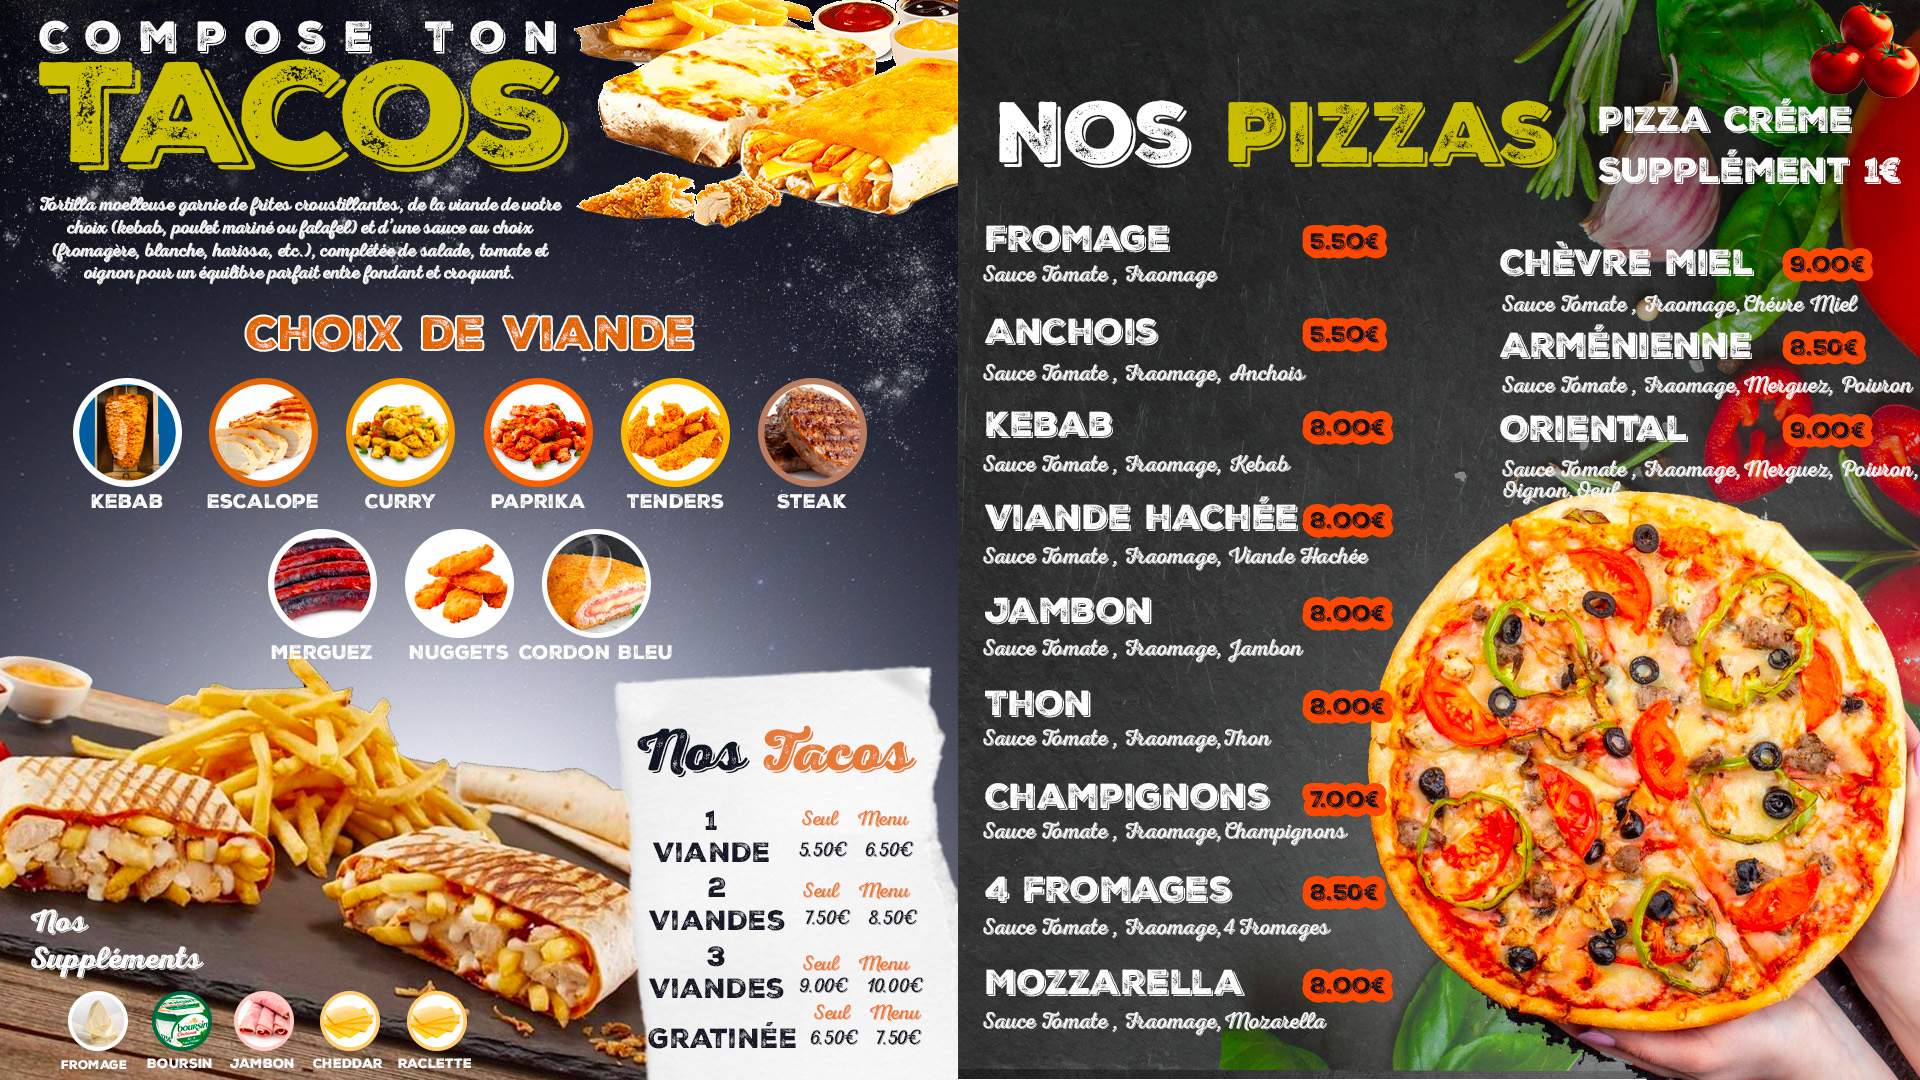 COMPOSE TON
TACOS
Tortilla moelleuse garnie de frites croustillantes, de la viande de votre
choix (kebab, poulet mariné ou falafel) et d'une sauce au choix
(fromagère, blanche, harissa, etc.), complétée de salade, tomate et
oignon pour un équilibre parfait entre fondant et croquant.
CHOIX DE VIANDE
KEBAB ESCALOPE CURRY PAPRIKA TENDERS STEAK
MERGUEZ NUGGETS CORDON BLEU
Nos Tacos
1 Seul Menu
VIANDE 5.50€ 6.50€
2 Seul Menu
VIANDES 7.50€ 8.50€
3 Seul Menu
VIANDES 9.00€ 10.00€
Seul Menu
GRATINÉE 6.50€ 7.50€
Nos
Suppléments
boursin
FROMAGE BOURSIN JAMBON CHEDDAR RACLETTE
NOS PIZZAS
PIZZA CRÉME
SUPPLÉMENT 1€
FROMAGE 5.50€
Sauce Tomate , Fraomage
ANCHOIS 5.50€
Sauce Tomate , Fraomage, Anchois
KEBAB 8.00€
Sauce Tomate , Fraomage, Kebab
VIANDE HACHÉE 8.00€
Sauce Tomate , Fraomage, Viande Hachée
JAMBON 8.00€
Sauce Tomate , Fraomage, Jambon
THON 8.00€
Sauce Tomate , Fraomage,Thon
CHAMPIGNONS 7.00€
Sauce Tomate , Fraomage,Champignons
4 FROMAGES 8.50€
Sauce Tomate , Fraomage,4 Fromages
MOZZARELLA 8.00€
Sauce Tomate , Fraomage,Mozarella
CHÈVRE MIEL 9.00€
Sauce Tomate , Fraomage,Chévre Miel
ARMÉNIENNE 8.50€
Sauce Tomate , Fraomage,Merguez, Poivron
ORIENTAL 9.00€
Sauce Tomate , Fraomage,Merguez, Poivron,
Oignon,Oeuf